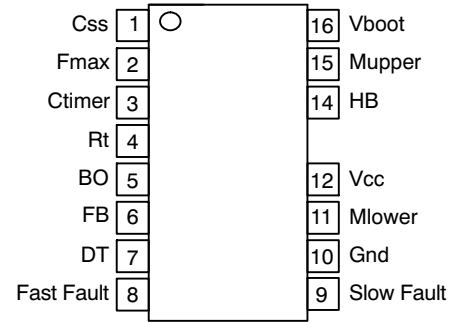 Css 1 16 Vboot
Fmax 2 15 Mupper
Ctimer 3 14 HB
Rt 4
BO 5 12 Vcc
FB 6 11 Mlower
DT 7 10 Gnd
Fast Fault 8 9 Slow Fault